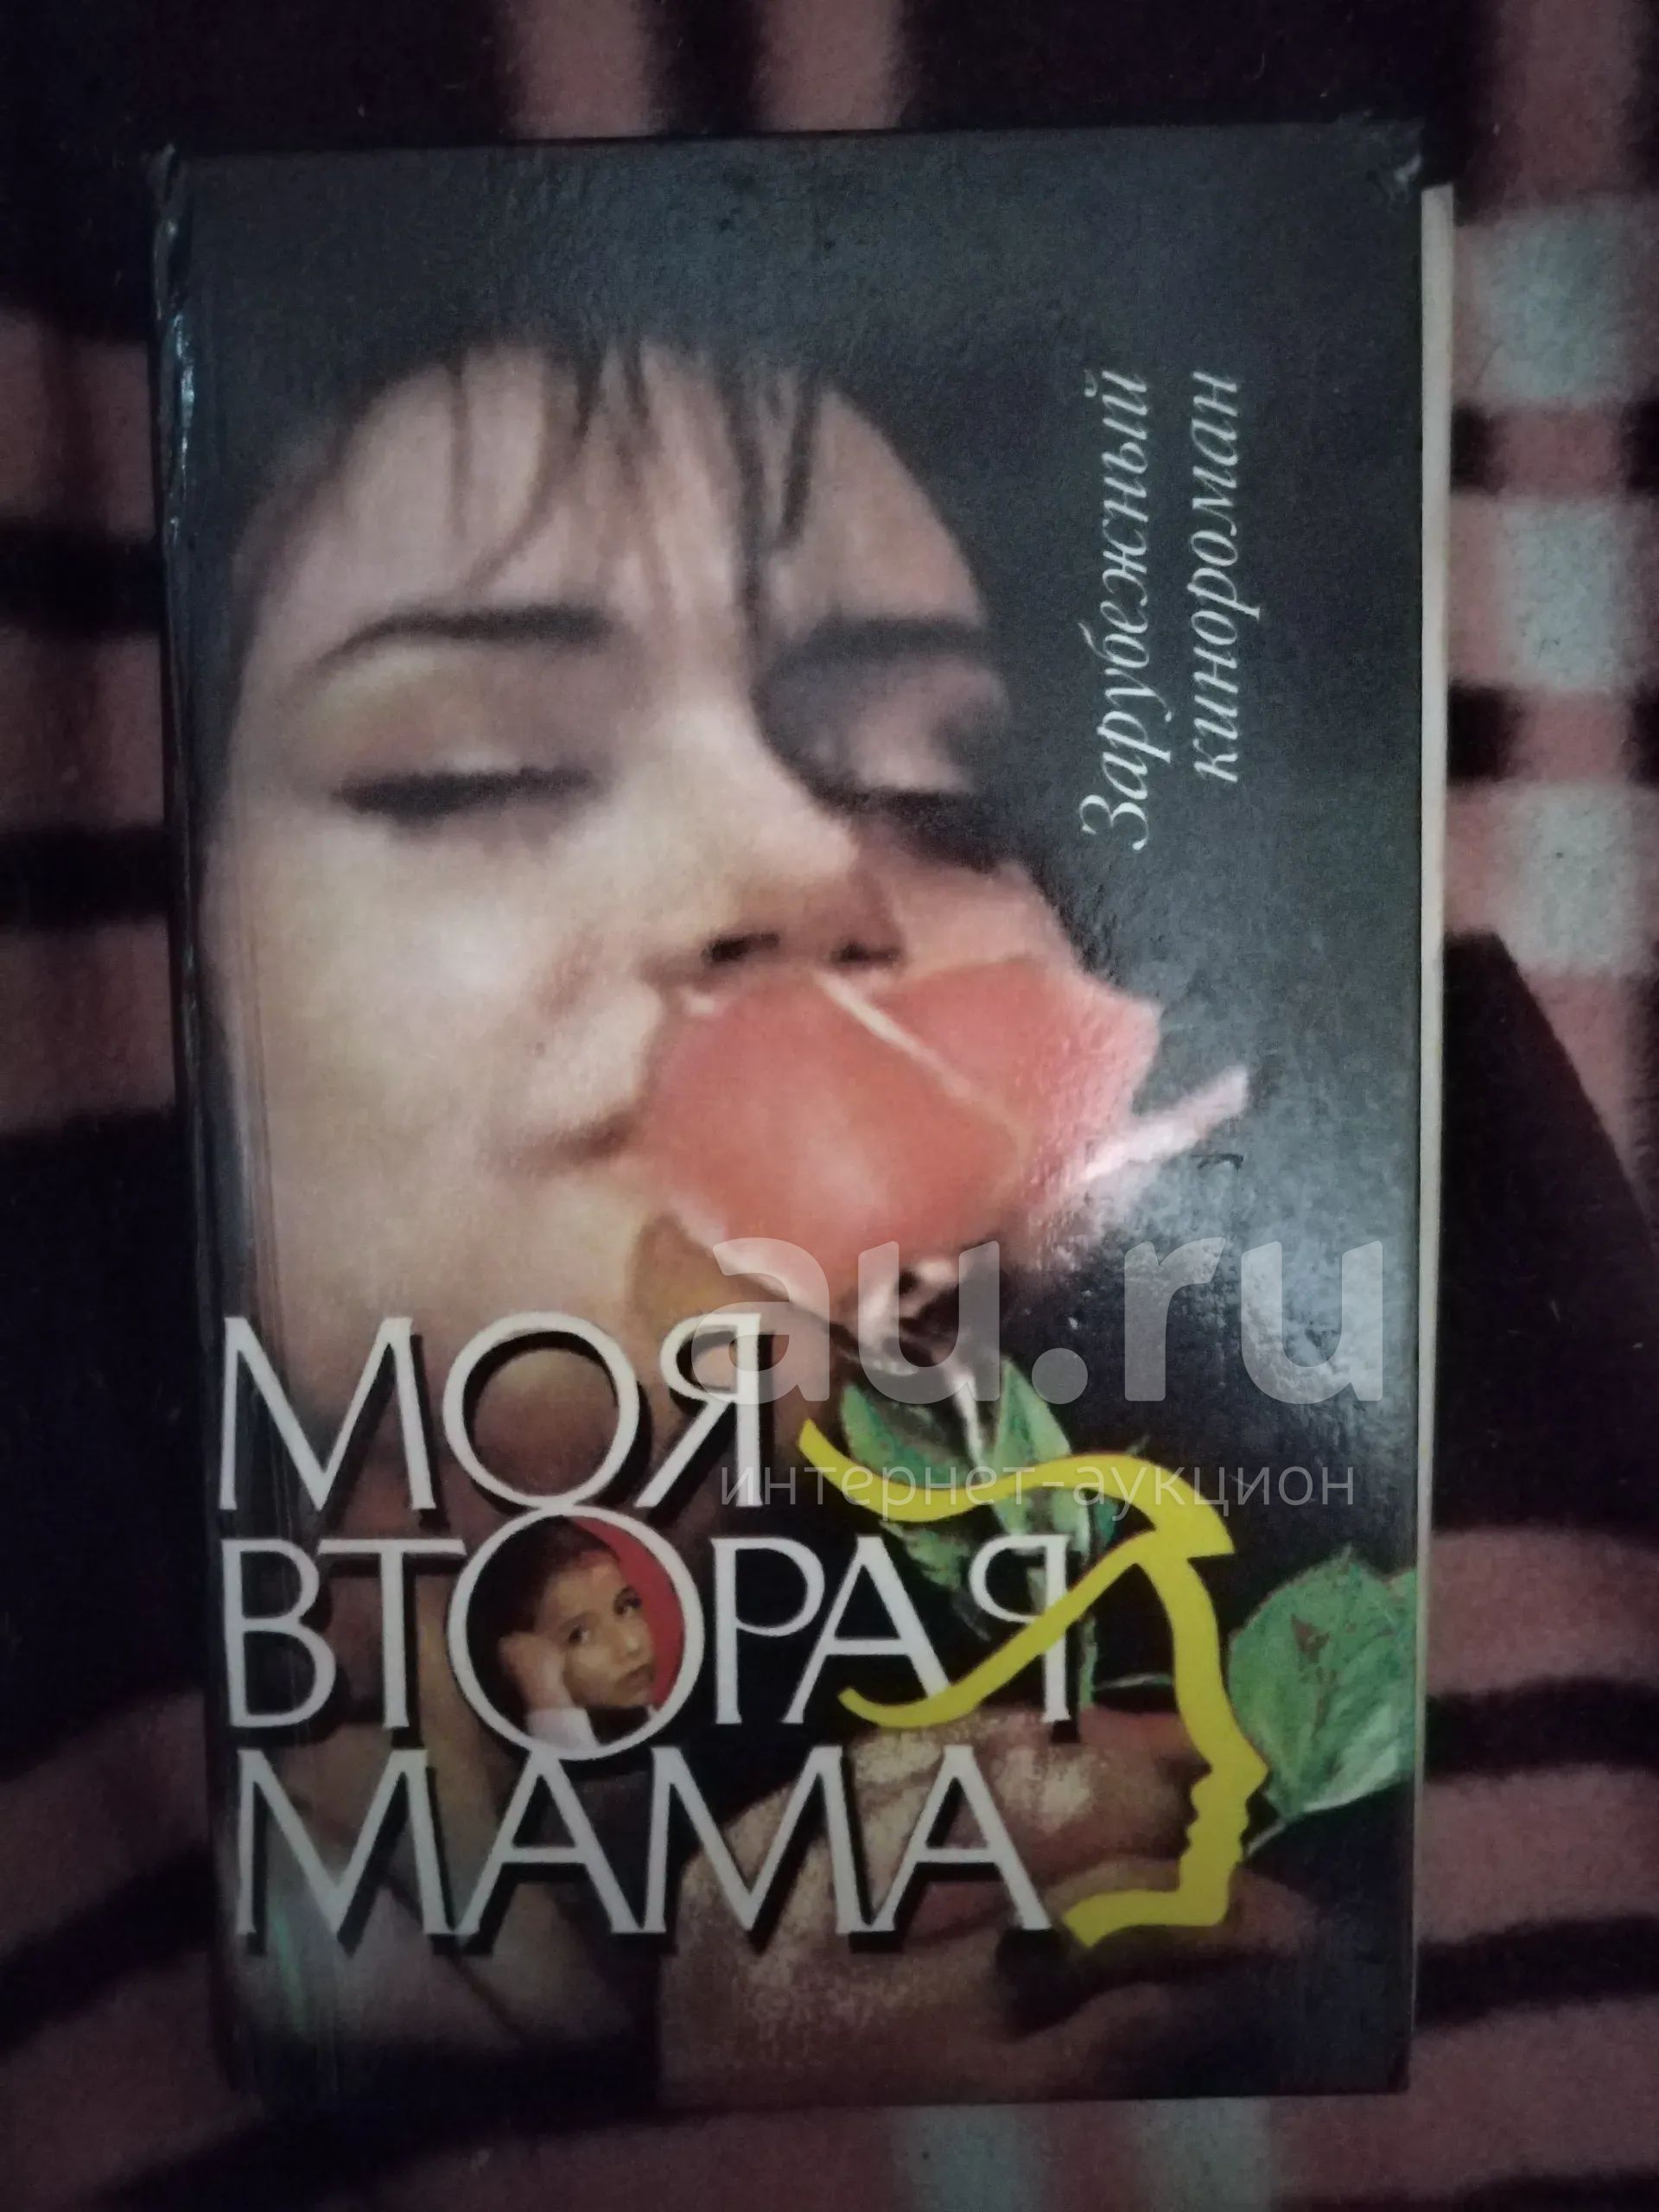 Зарубежный
кинороман
au.ru
интернет-аукцион
МОЯ
ВТОРАЯ
МАМА